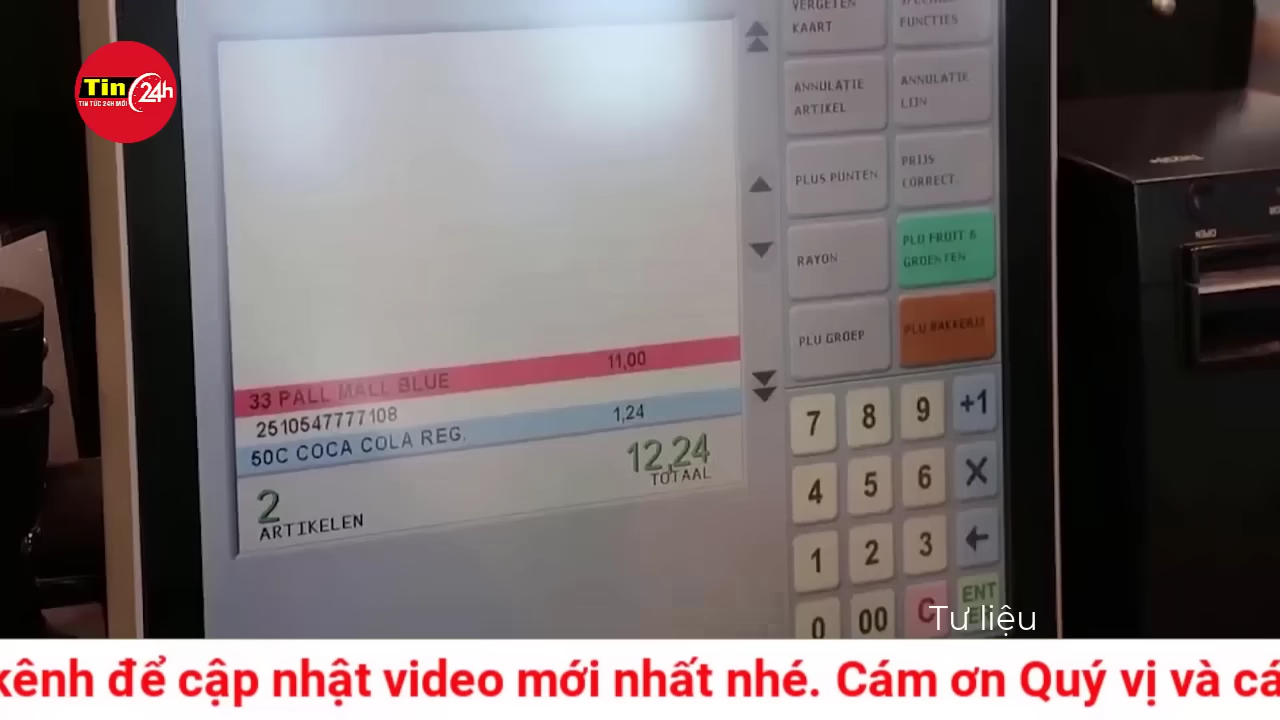 Tin 24h
TIN TỨC 24H MỚI
VERGETEN
KAART
FUNCTIES
ANNULATIE
ARTIKEL
ANNULATIE
LIJN
PLUS PUNTEN
PRIJS
CORRECT.
RAYON
PLU FRUIT &
GROENTEN
PLU GROEP
PLU BAKKERIJ
33 PALL MALL BLUE 11,00
2510547777108
50C COCA COLA REG. 1,24
12,24
TOTAAL
2
ARTIKELEN
7 8 9 +1
4 5 6 X
1 2 3 ←
0 00 C ENT
Tư liệu
kênh để cập nhật video mới nhất nhé. Cám ơn Quý vị và cá